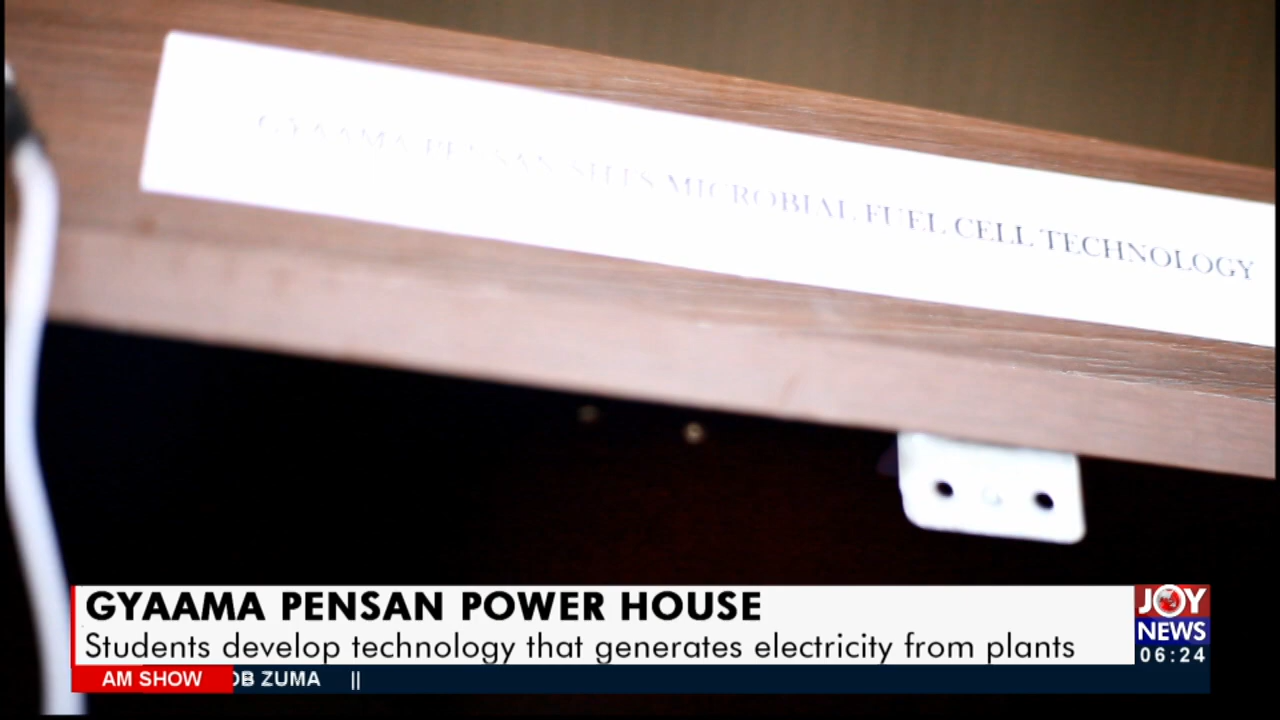 GYAAMA PENSAN SHTS MICROBIAL FUEL CELL TECHNOLOGY
GYAAMA PENSAN POWER HOUSE
Students develop technology that generates electricity from plants
JOY
NEWS
06:24
AM SHOW
OB ZUMA ||